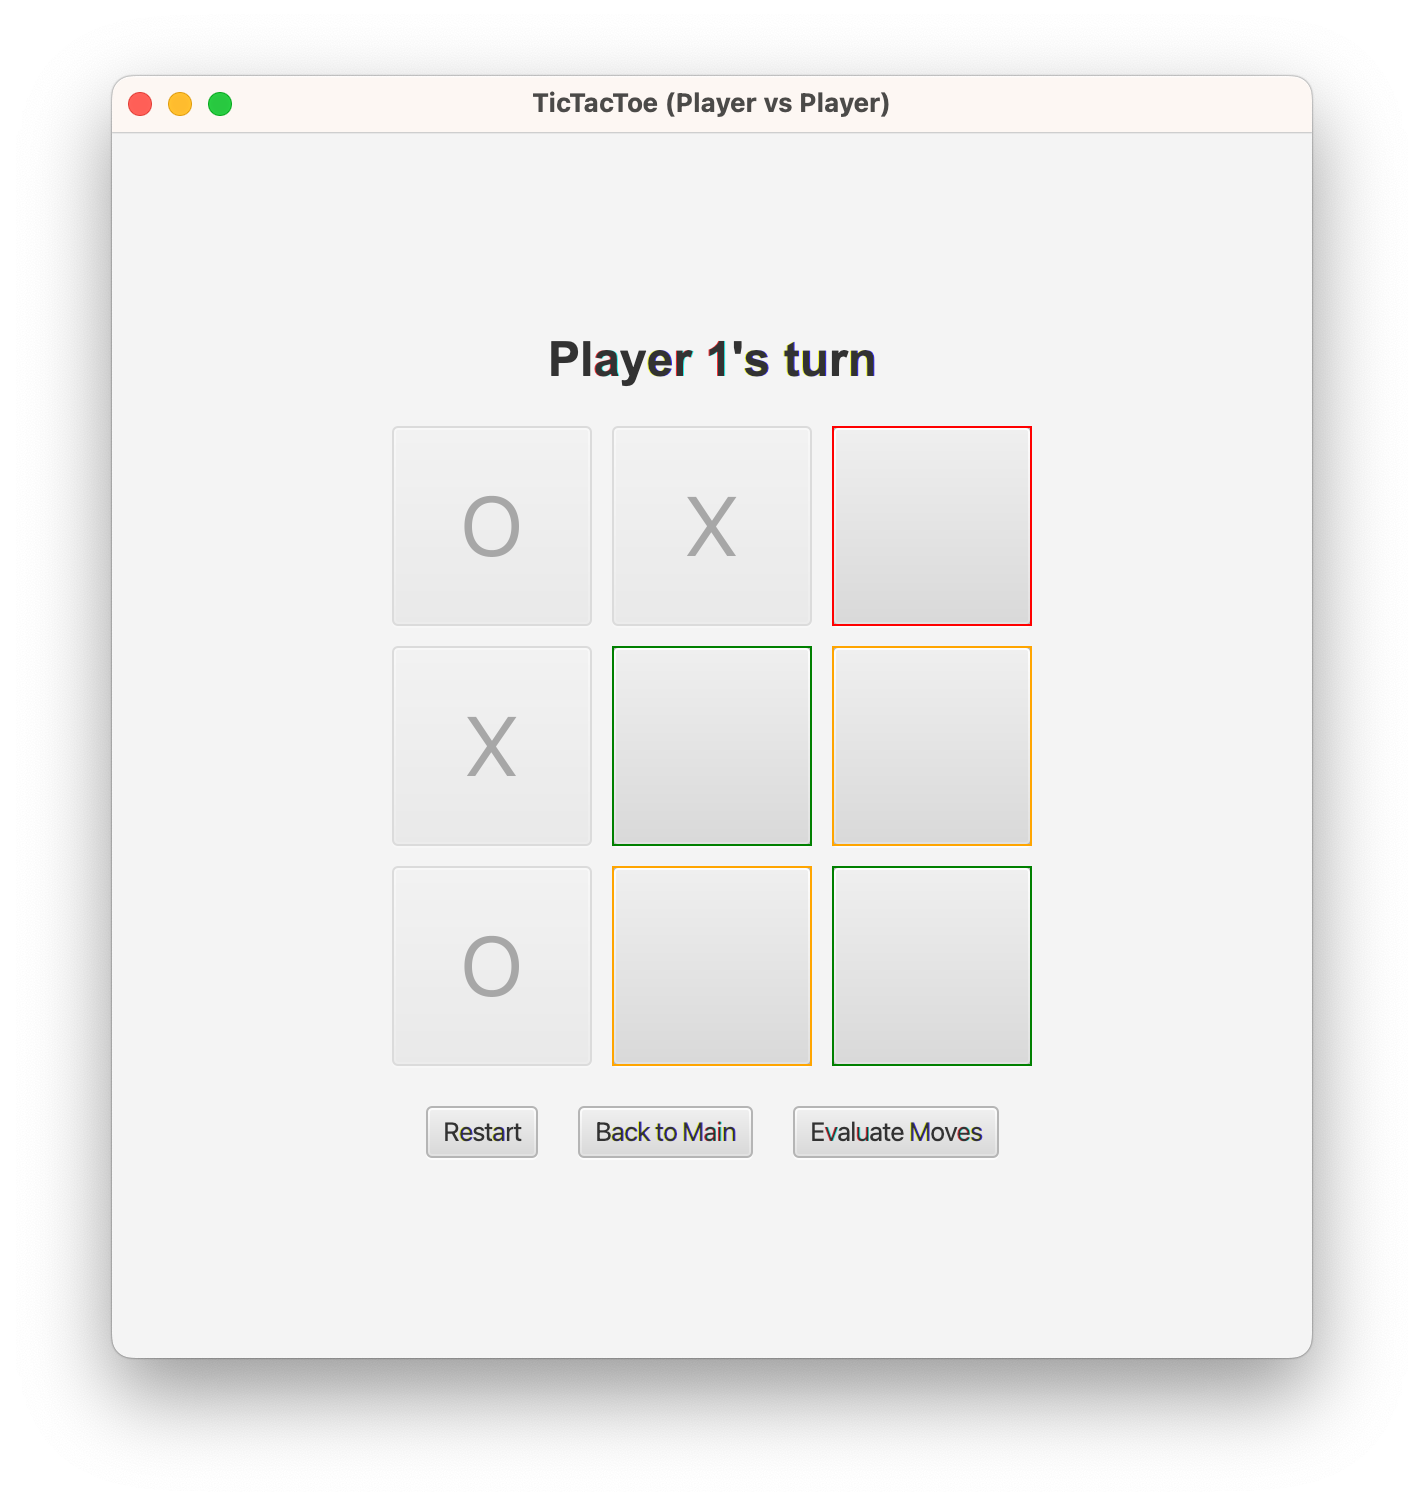 TicTacToe (Player vs Player)
Player 1's turn
O X
X
O
Restart Back to Main Evaluate Moves